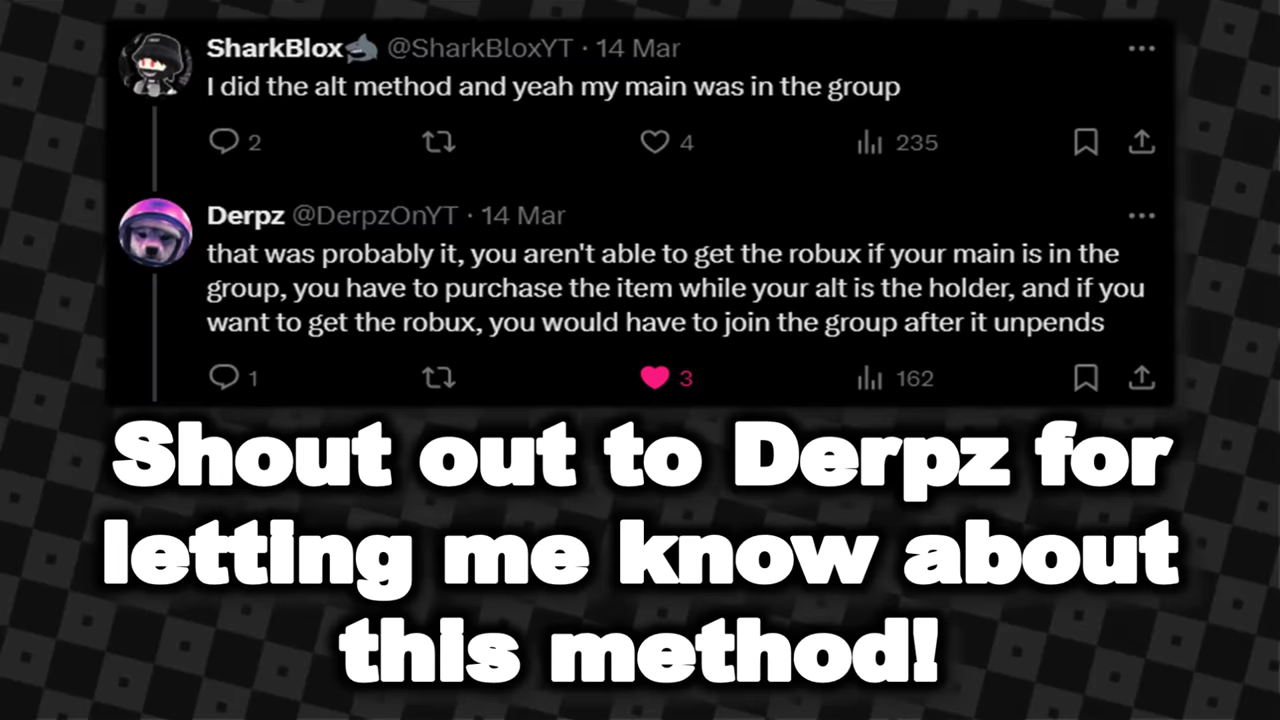 SharkBlox🦈 @SharkBloxYT · 14 Mar
I did the alt method and yeah my main was in the group
2 4 235
Derpz @DerpzOnYT · 14 Mar
that was probably it, you aren't able to get the robux if your main is in the
group, you have to purchase the item while your alt is the holder, and if you
want to get the robux, you would have to join the group after it unpends
1 3 162
Shout out to Derpz for
letting me know about
this method!